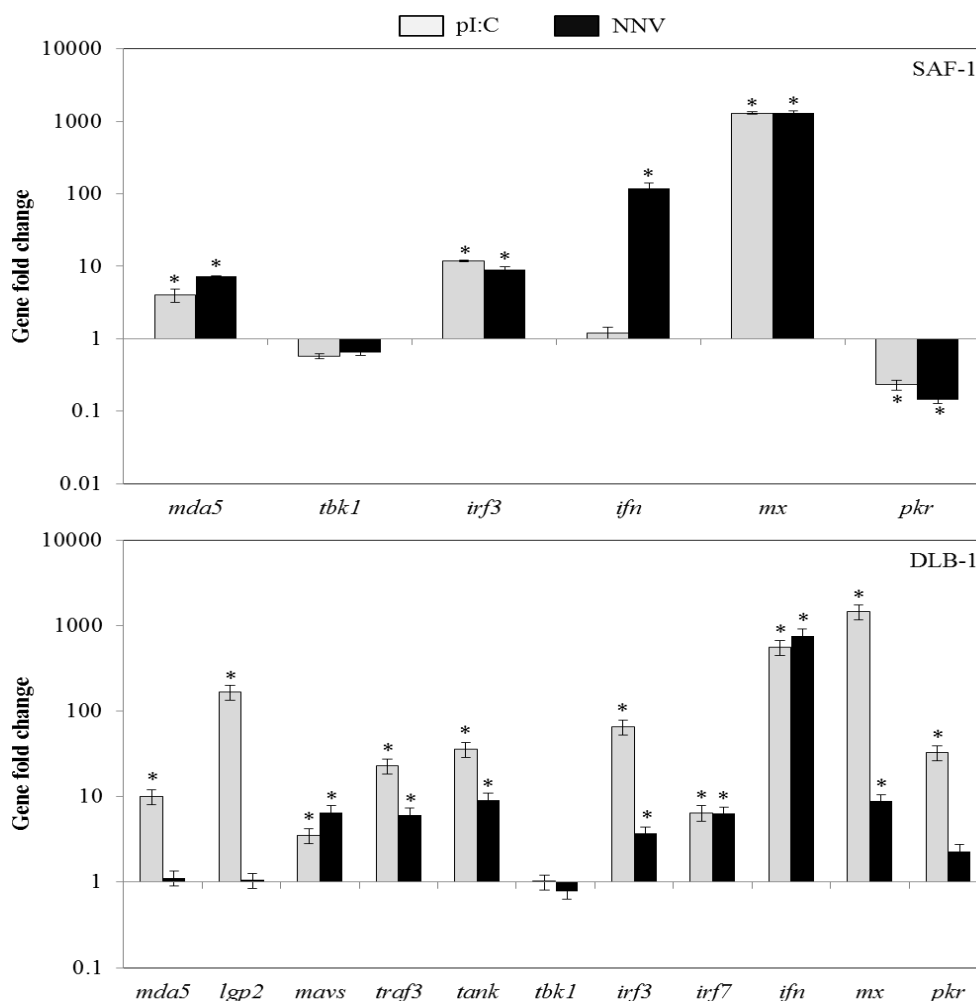 pI:C NNV
10000 SAF-1
1000
100
10
1
0.1
0.01
Gene fold change
* * * * * * * * *
mda5 tbk1 irf3 ifn mx pkr
10000 DLB-1
1000
100
10
1
0.1
Gene fold change
* * * * * * * * * * * * * * * * *
mda5 lgp2 mavs traf3 tank tbk1 irf3 irf7 ifn mx pkr